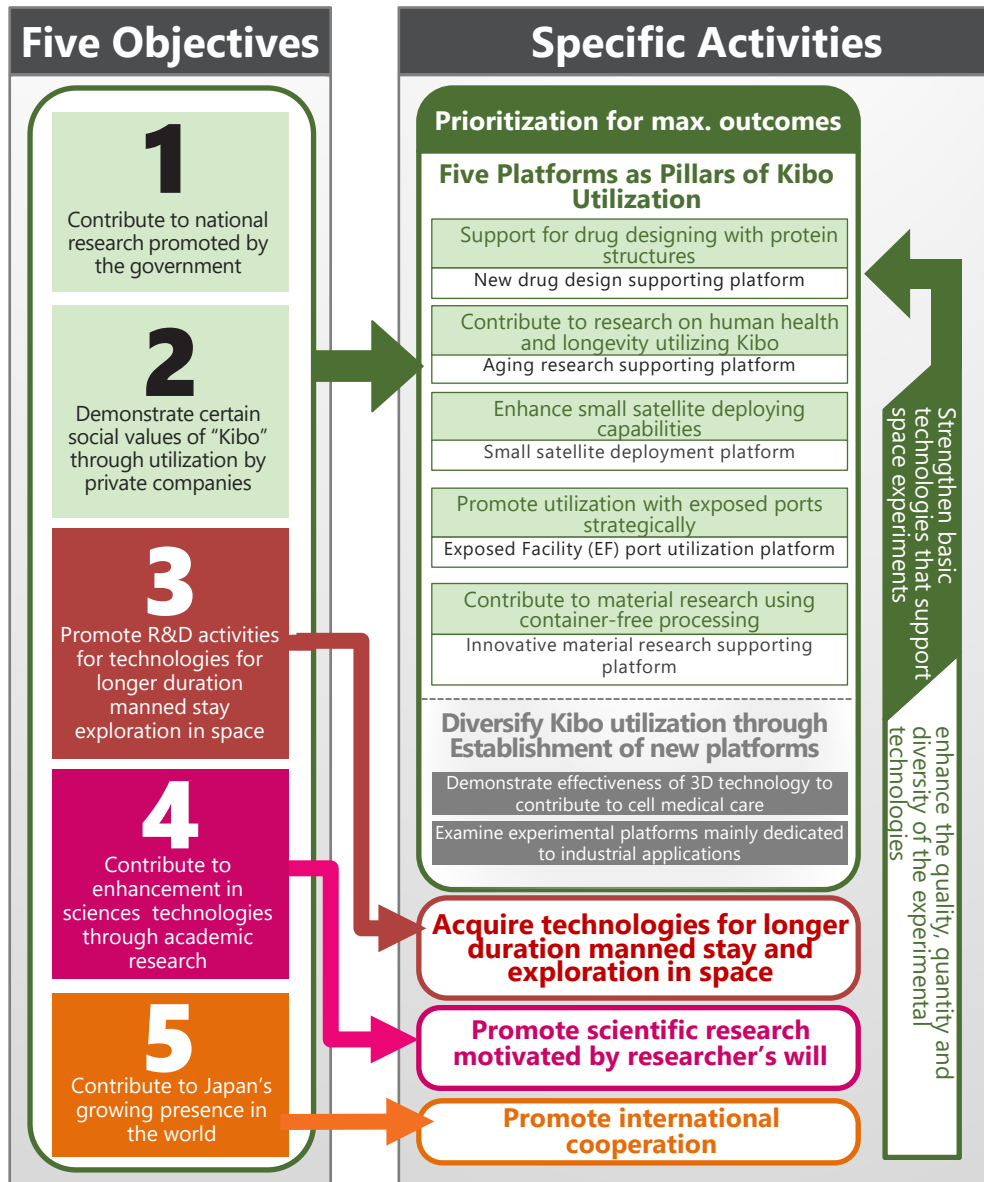 Five Objectives
1
Contribute to national
research promoted by
the government
2
Demonstrate certain
social values of “Kibo”
through utilization by
private companies
3
Promote R&D activities
for technologies for
longer duration
manned stay
exploration in space
4
Contribute to
enhancement in
sciences technologies
through academic
research
5
Contribute to Japan’s
growing presence in
the world
Specific Activities
Prioritization for max. outcomes
Five Platforms as Pillars of Kibo
Utilization
Support for drug designing with protein
structures
New drug design supporting platform
Contribute to research on human health
and longevity utilizing Kibo
Aging research supporting platform
Enhance small satellite deploying
capabilities
Small satellite deployment platform
Promote utilization with exposed ports
strategically
Exposed Facility (EF) port utilization platform
Contribute to material research using
container-free processing
Innovative material research supporting
platform
Diversify Kibo utilization through
Establishment of new platforms
Demonstrate effectiveness of 3D technology to
contribute to cell medical care
Examine experimental platforms mainly dedicated
to industrial applications
Acquire technologies for longer
duration manned stay and
exploration in space
Promote scientific research
motivated by researcher’s will
Promote international
cooperation
Strengthen basic
technologies that support
space experiments
enhance the quality, quantity and
diversity of the experimental
technologies